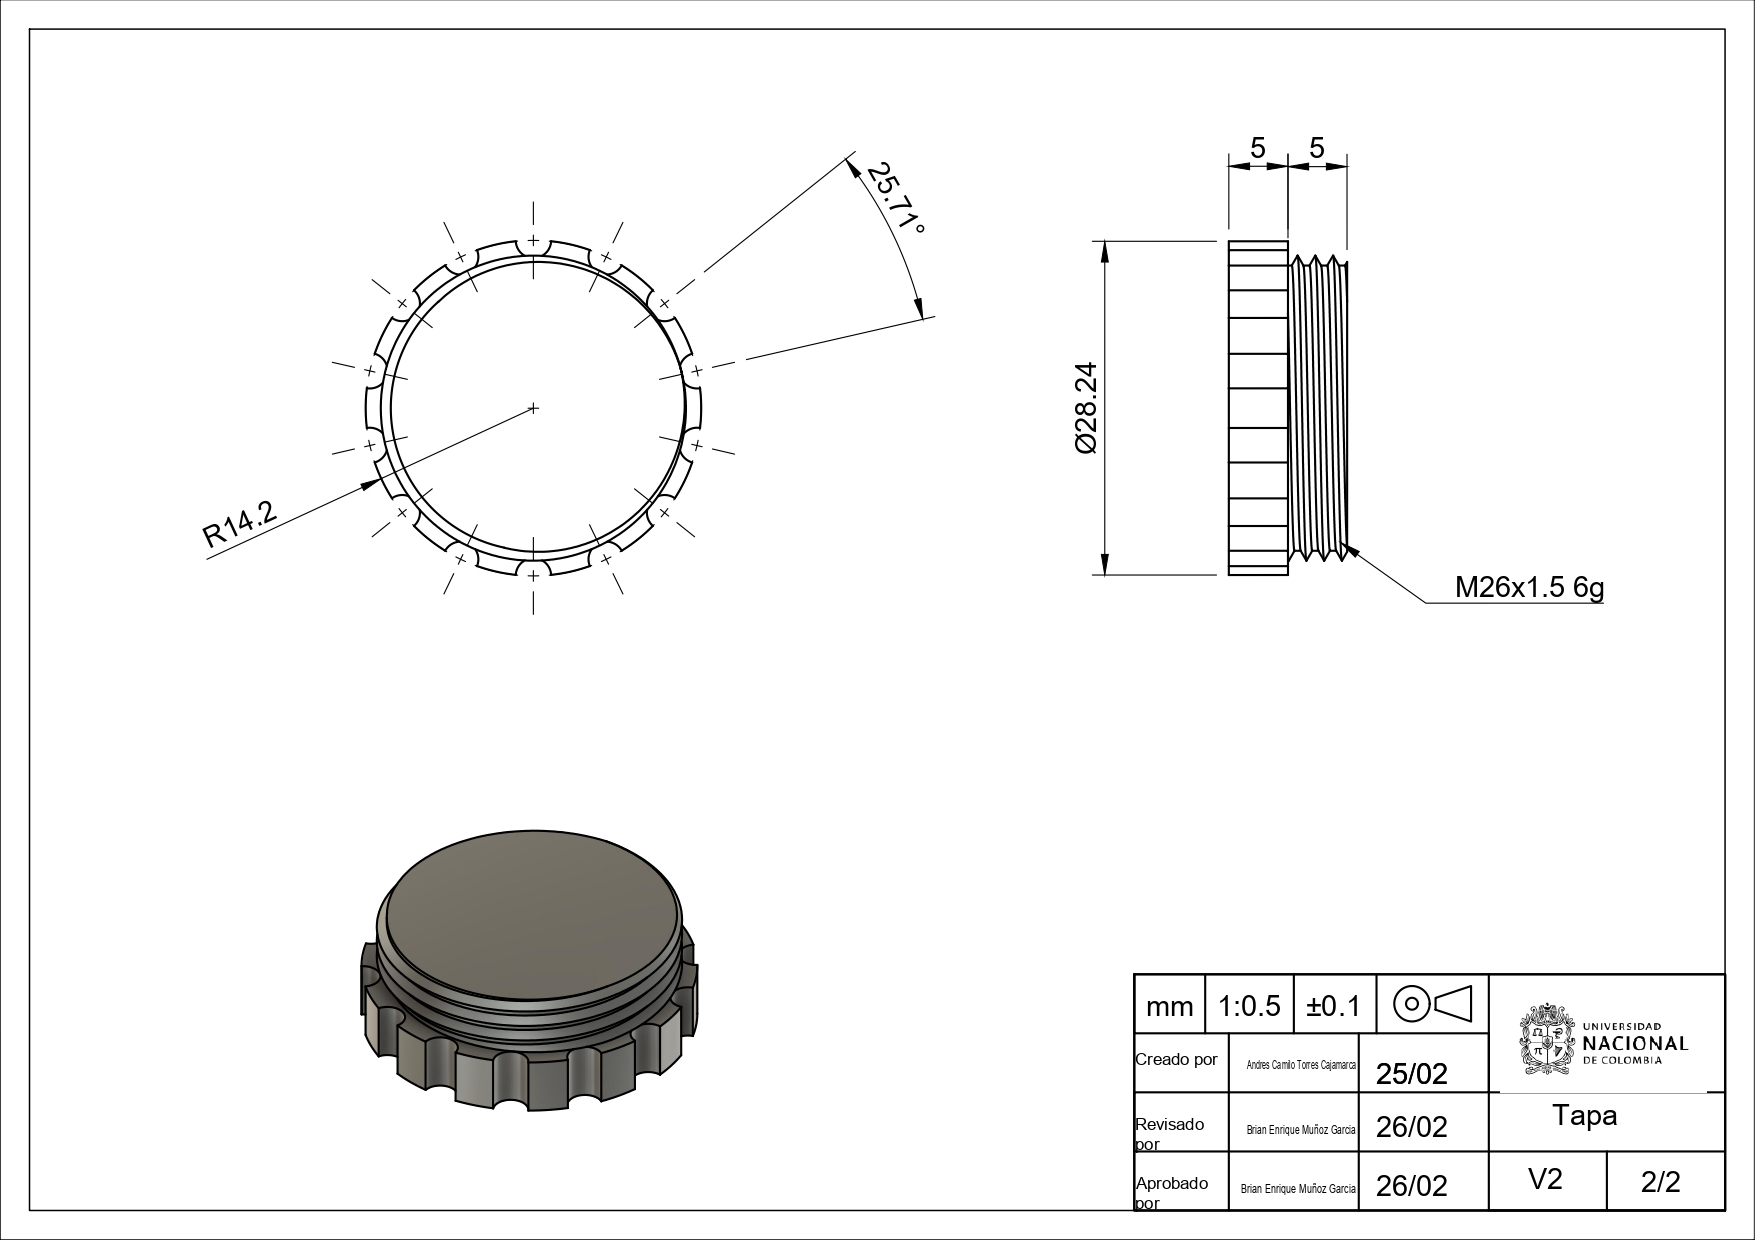 25.71°
5 5
Ø28.24
R14.2
M26x1.5 6g
mm 1:0.5 ±0.1
Creado por Andres Camilo Torres Cajamarca 25/02
UNIVERSIDAD
NACIONAL
DE COLOMBIA
Revisado por Brian Enrique Muñoz Garcia 26/02
Tapa
Aprobado por Brian Enrique Muñoz Garcia 26/02
V2 2/2